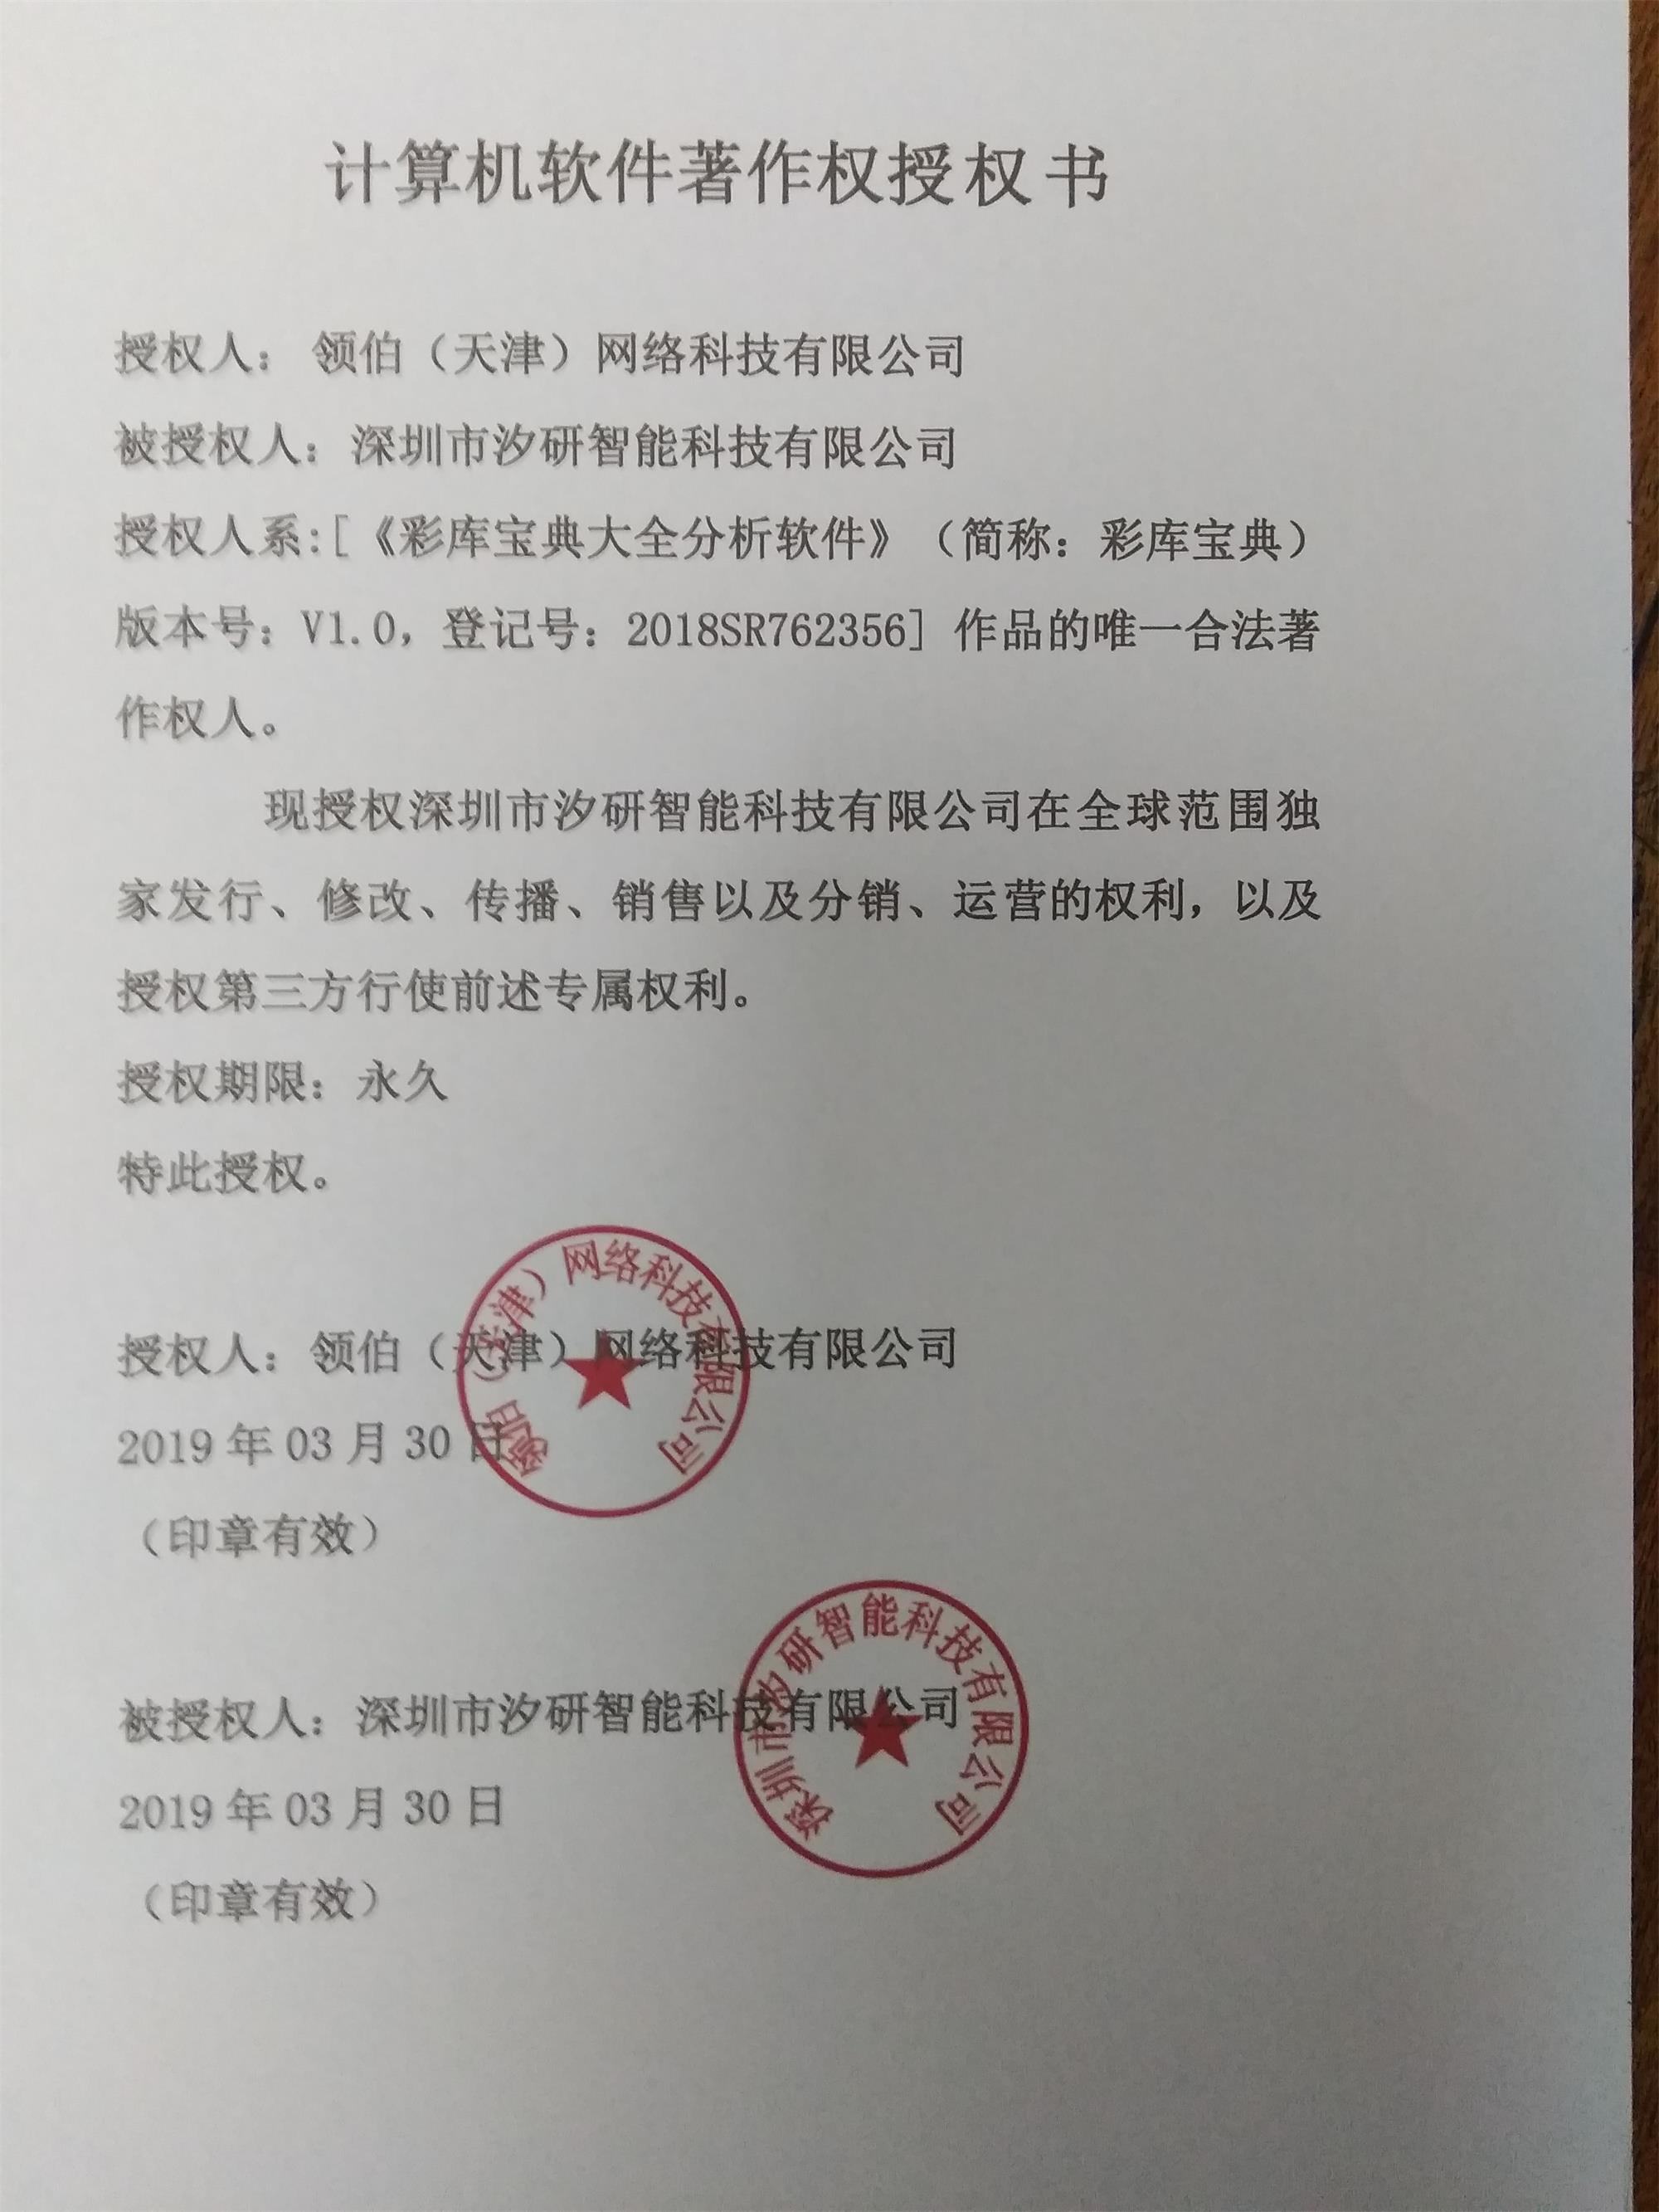 计算机软件著作权授权书
授权人： 领伯（天津）网络科技有限公司
被授权人：深圳市汐研智能科技有限公司
授权人系:[《彩库宝典大全分析软件》（简称：彩库宝典）
版本号：V1.0，登记号：2018SR762356] 作品的唯一合法著
作权人。
现授权深圳市汐研智能科技有限公司在全球范围独
家发行、修改、传播、销售以及分销、运营的权利，以及
授权第三方行使前述专属权利。
授权期限：永久
特此授权。
领伯（天津）网络科技有限公司
授权人：领伯（天津）网络科技有限公司
2019 年 03 月 30 日
（印章有效）
深圳市汐研智能科技有限公司
被授权人：深圳市汐研智能科技有限公司
2019 年 03 月 30 日
（印章有效）